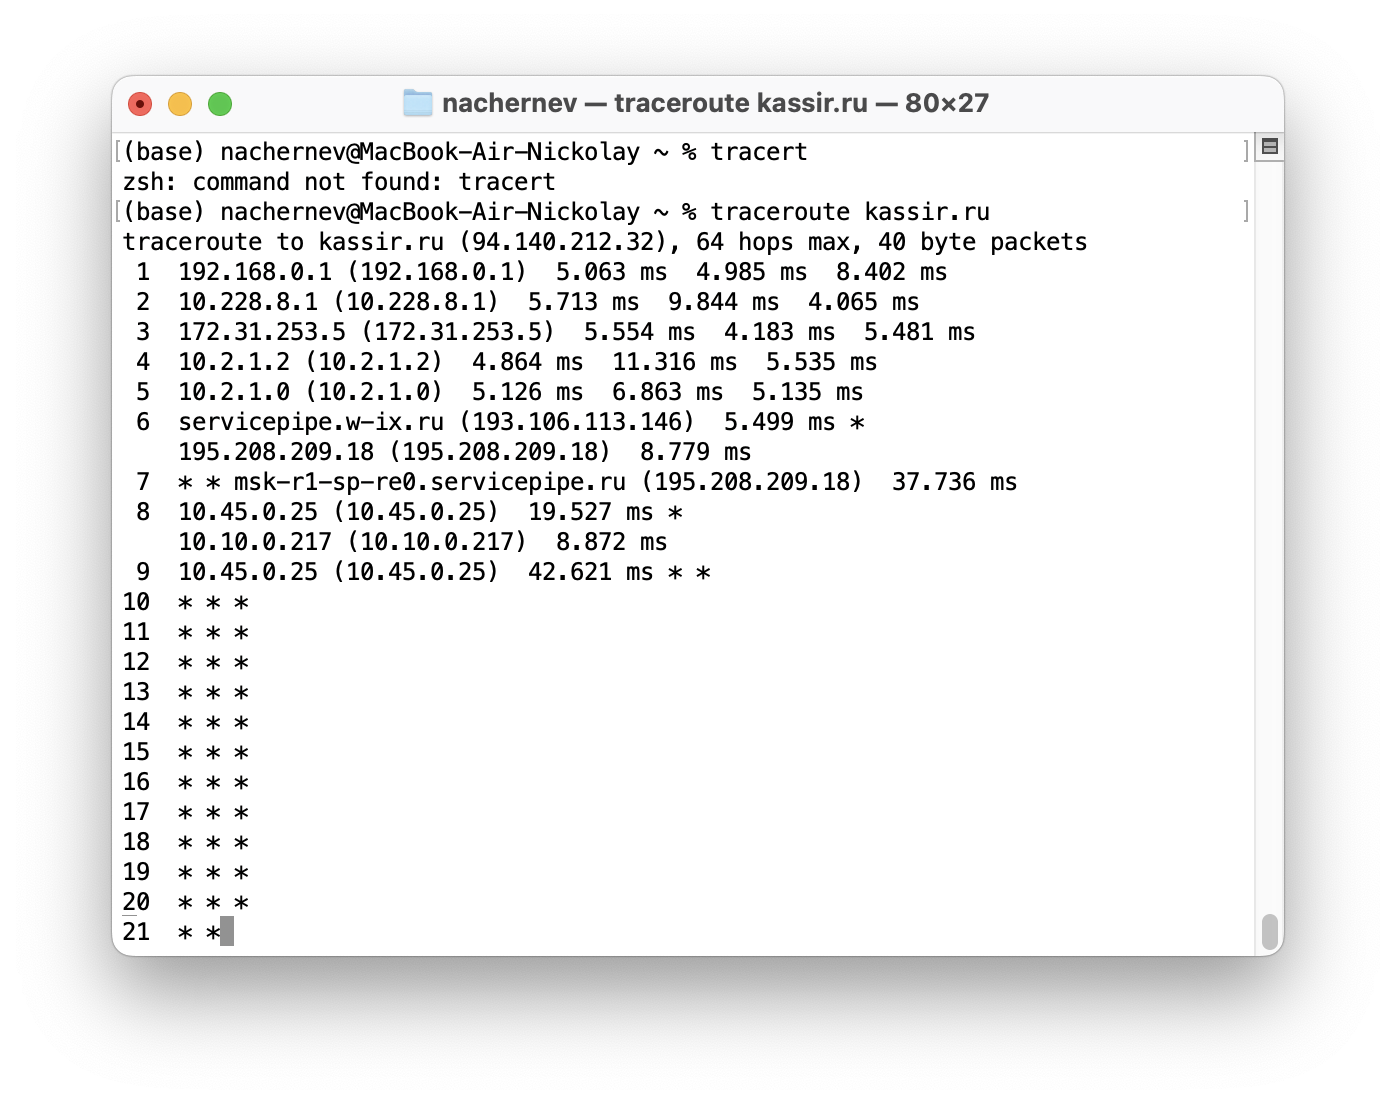 nachernev — traceroute kassir.ru — 80×27
[(base) nachernev@MacBook-Air-Nickolay ~ % tracert ]
zsh: command not found: tracert
[(base) nachernev@MacBook-Air-Nickolay ~ % traceroute kassir.ru ]
traceroute to kassir.ru (94.140.212.32), 64 hops max, 40 byte packets
 1  192.168.0.1 (192.168.0.1)  5.063 ms  4.985 ms  8.402 ms
 2  10.228.8.1 (10.228.8.1)  5.713 ms  9.844 ms  4.065 ms
 3  172.31.253.5 (172.31.253.5)  5.554 ms  4.183 ms  5.481 ms
 4  10.2.1.2 (10.2.1.2)  4.864 ms  11.316 ms  5.535 ms
 5  10.2.1.0 (10.2.1.0)  5.126 ms  6.863 ms  5.135 ms
 6  servicepipe.w-ix.ru (193.106.113.146)  5.499 ms *
    195.208.209.18 (195.208.209.18)  8.779 ms
 7  * * msk-r1-sp-re0.servicepipe.ru (195.208.209.18)  37.736 ms
 8  10.45.0.25 (10.45.0.25)  19.527 ms *
    10.10.0.217 (10.10.0.217)  8.872 ms
 9  10.45.0.25 (10.45.0.25)  42.621 ms * *
10  * * *
11  * * *
12  * * *
13  * * *
14  * * *
15  * * *
16  * * *
17  * * *
18  * * *
19  * * *
20  * * *
21  * *